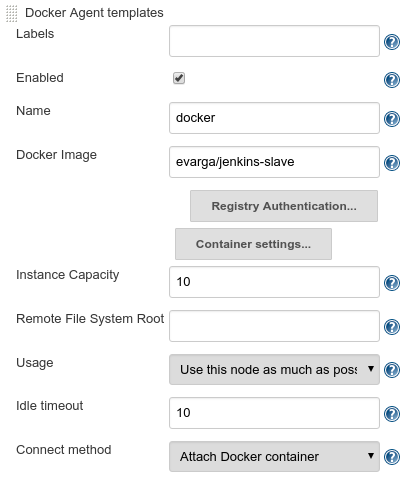 Docker Agent templates
Labels
Enabled
Name docker
Docker Image evarga/jenkins-slave
Registry Authentication...
Container settings...
Instance Capacity 10
Remote File System Root
Usage Use this node as much as poss
Idle timeout 10
Connect method Attach Docker container